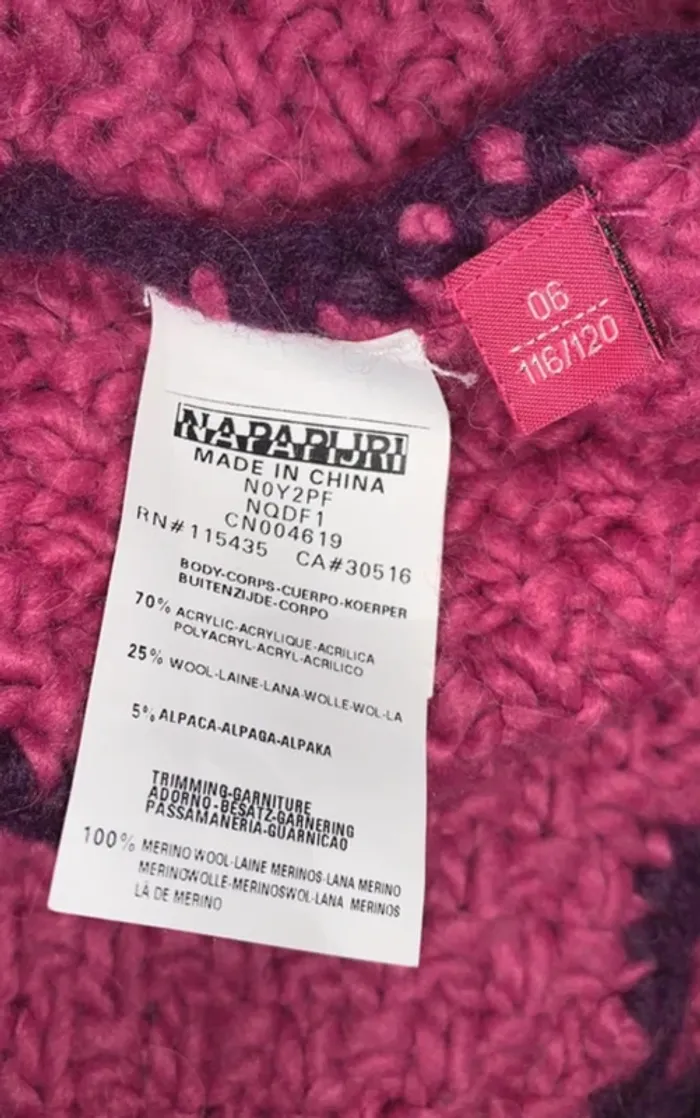 06
116/120
NAPAPIJRI
MADE IN CHINA
N0Y2PF
NQDF1
CN004619
RN#115435 CA#30516
BODY-CORPS-CUERPO-KOERPER
BUITENZIJDE-CORPO
70% ACRYLIC-ACRYLIQUE-ACRILICA
POLYACRYL-ACRYL-ACRILICO
25% WOOL-LAINE-LANA-WOLLE-WOL-LA
5% ALPACA-ALPAGA-ALPAKA
TRIMMING-GARNITURE
ADORNO-BESATZ-GARNERING
PASSAMANERIA-GUARNICAO
100% MERINO WOOL-LAINE MERINOS-LANA MERINO
MERINOWOLLE-MERINOSWOL-LANA MERINOS
LÃ DE MERINO